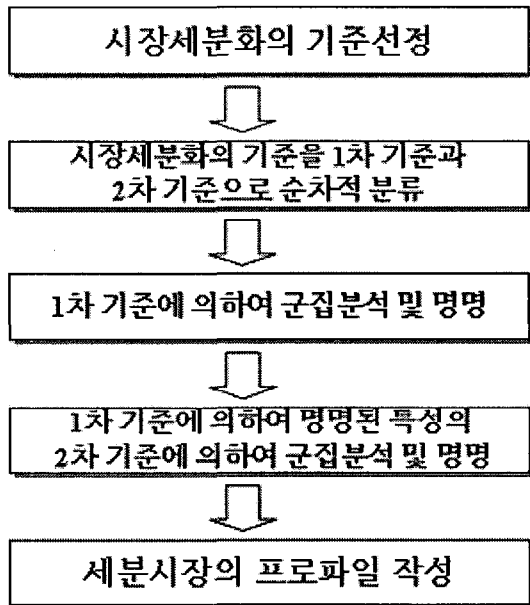 시장세분화의 기준선정
시장세분화의 기준을 1차 기준과
2차 기준으로 순차적 분류
1차 기준에 의하여 군집분석 및 명명
1차 기준에 의하여 명명된 특성의
2차 기준에 의하여 군집분석 및 명명
세분시장의 프로파일 작성